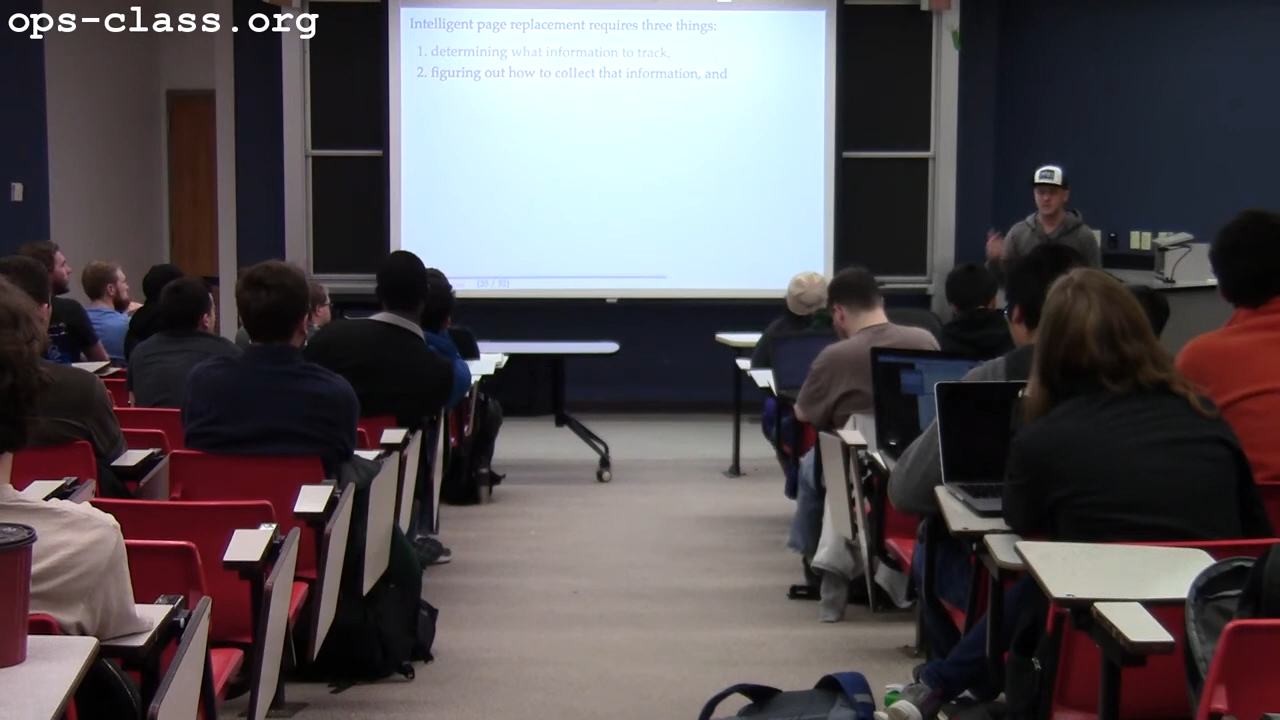 ops-class.org
Intelligent page replacement requires three things:
1. determining what information to track,
2. figuring out how to collect that information, and